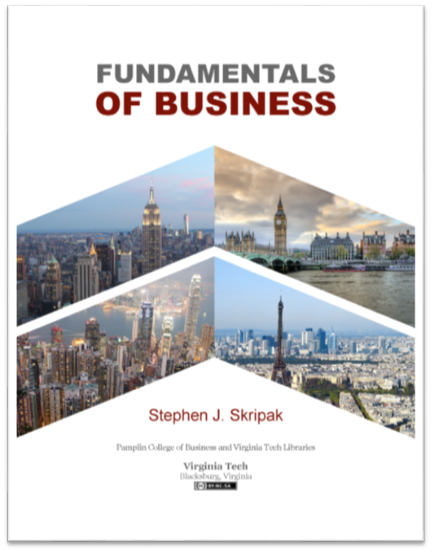 FUNDAMENTALS
OF BUSINESS
Stephen J. Skripak
Pamplin College of Business and Virginia Tech Libraries
Virginia Tech
Blacksburg, Virginia
BY-NC-SA